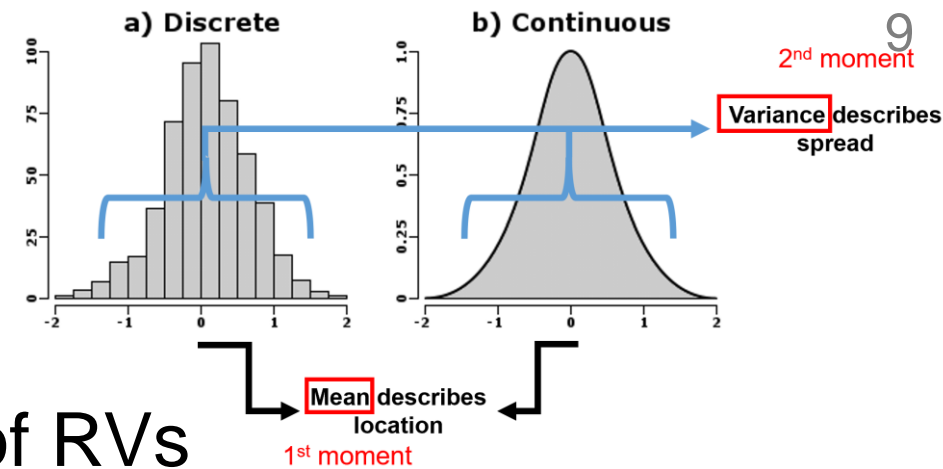 a) Discrete
b) Continuous
9
2nd moment
100
75
50
25
0
-2 -1 0 1 2
1.0
0.75
0.5
0.25
0
-2 -1 0 1 2
Variance describes
spread
Mean describes
location
1st moment
of RVs